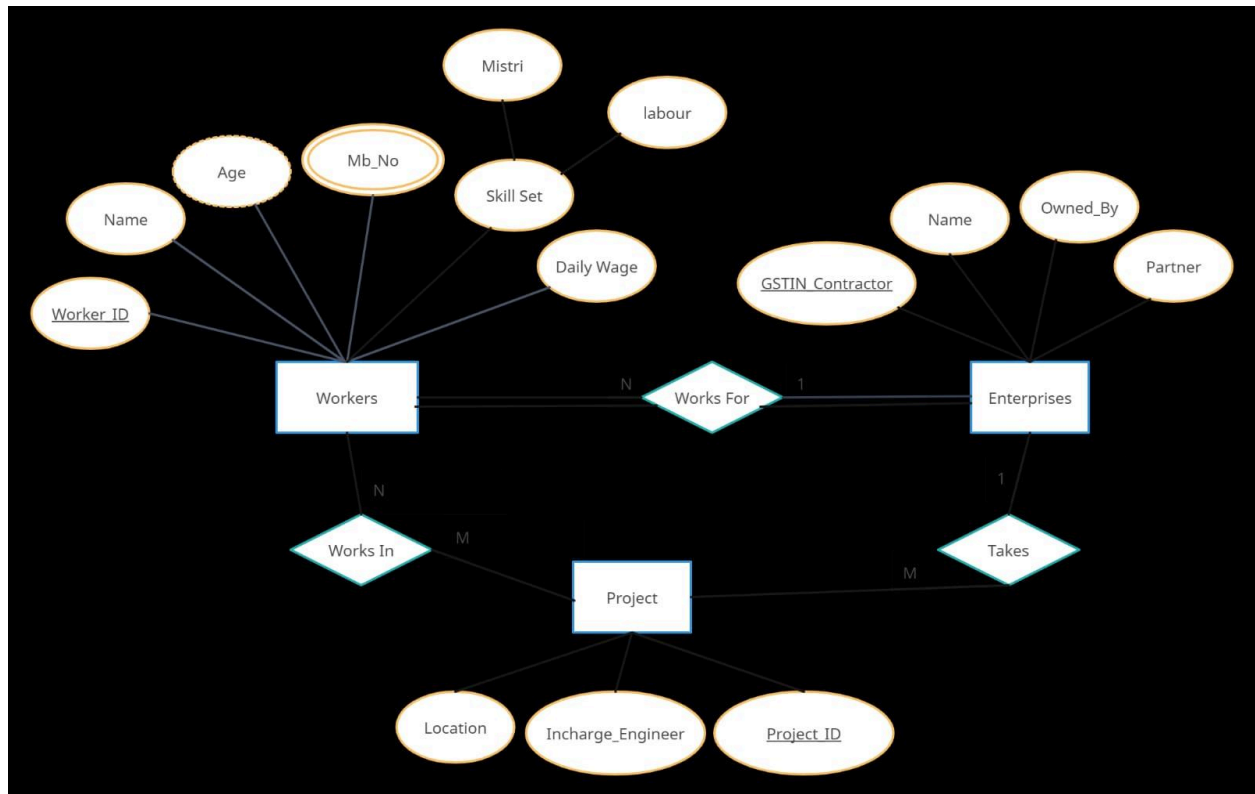 Mistri
labour
Age
Mb_No
Skill Set
Name
Name
Owned_By
Daily Wage
GSTIN_Contractor
Partner
Worker_ID
Workers
N
Works For
1
Enterprises
N
1
Works In
M
Takes
M
Project
Location
Incharge_Engineer
Project_ID